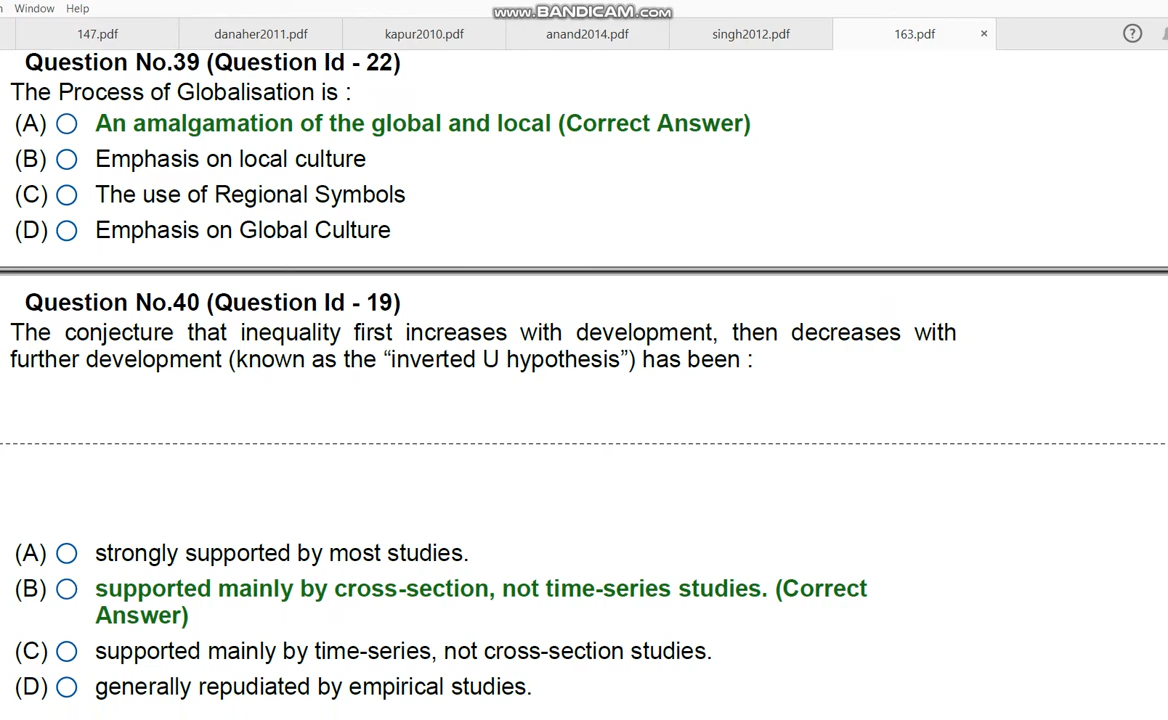 Window Help
www.BANDICAM.com
147.pdf danaher2011.pdf kapur2010.pdf anand2014.pdf singh2012.pdf 163.pdf × ?
Question No.39 (Question Id - 22)
The Process of Globalisation is :
(A) An amalgamation of the global and local (Correct Answer)
(B) Emphasis on local culture
(C) The use of Regional Symbols
(D) Emphasis on Global Culture
Question No.40 (Question Id - 19)
The conjecture that inequality first increases with development, then decreases with
further development (known as the “inverted U hypothesis”) has been :
(A) strongly supported by most studies.
(B) supported mainly by cross-section, not time-series studies. (Correct
Answer)
(C) supported mainly by time-series, not cross-section studies.
(D) generally repudiated by empirical studies.